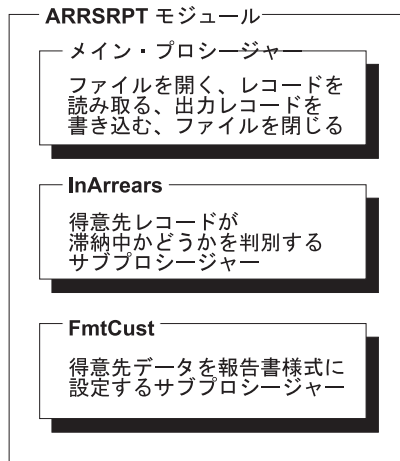 ARRSRPT モジュール
メイン・プロシージャー
ファイルを開く、レコードを
読み取る、出力レコードを
書き込む、ファイルを閉じる
InArrears
得意先レコードが
滞納中かどうかを判別する
サブプロシージャー
FmtCust
得意先データを報告書様式に
設定するサブプロシージャー